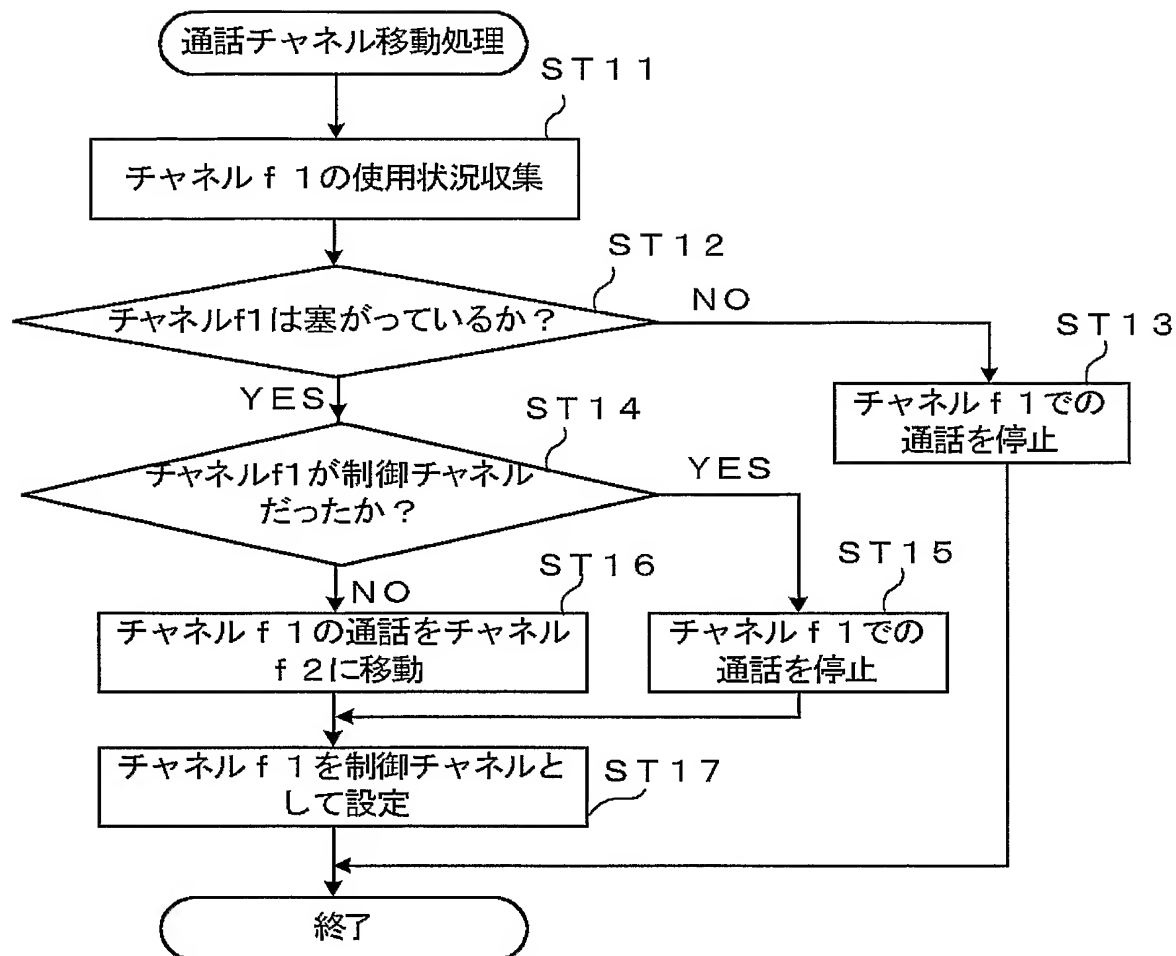 通話チャネル移動処理
ST11
チャネルf1の使用状況収集
ST12
チャネルf1は塞がっているか?
NO
ST13
チャネルf1での
通話を停止
YES
ST14
チャネルf1が制御チャネル
だったか?
YES
ST15
チャネルf1での
通話を停止
NO
ST16
チャネルf1の通話をチャネル
f2に移動
チャネルf1を制御チャネルと
して設定
ST17
終了